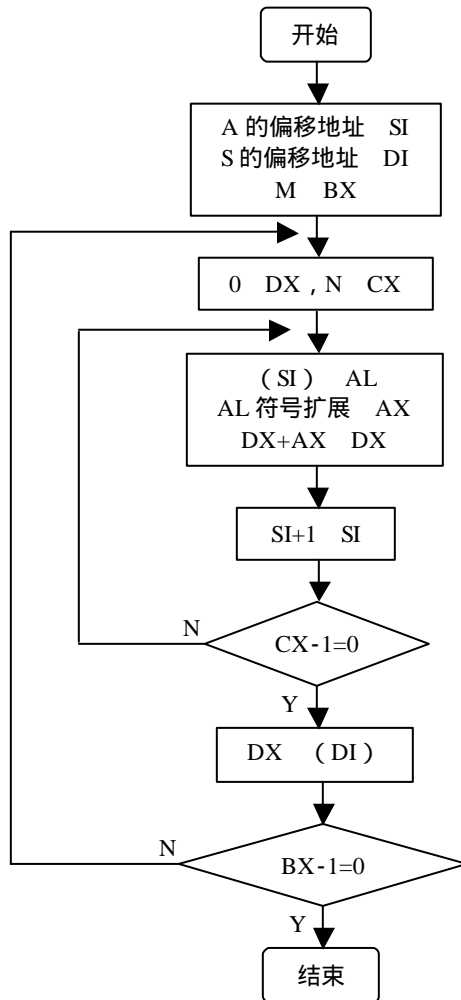 开始
A 的偏移地址 SI
S 的偏移地址 DI
M BX
0 DX , N CX
（SI） AL
AL 符号扩展 AX
DX+AX DX
SI+1 SI
N
CX-1=0
Y
DX （DI）
N
BX-1=0
Y
结束